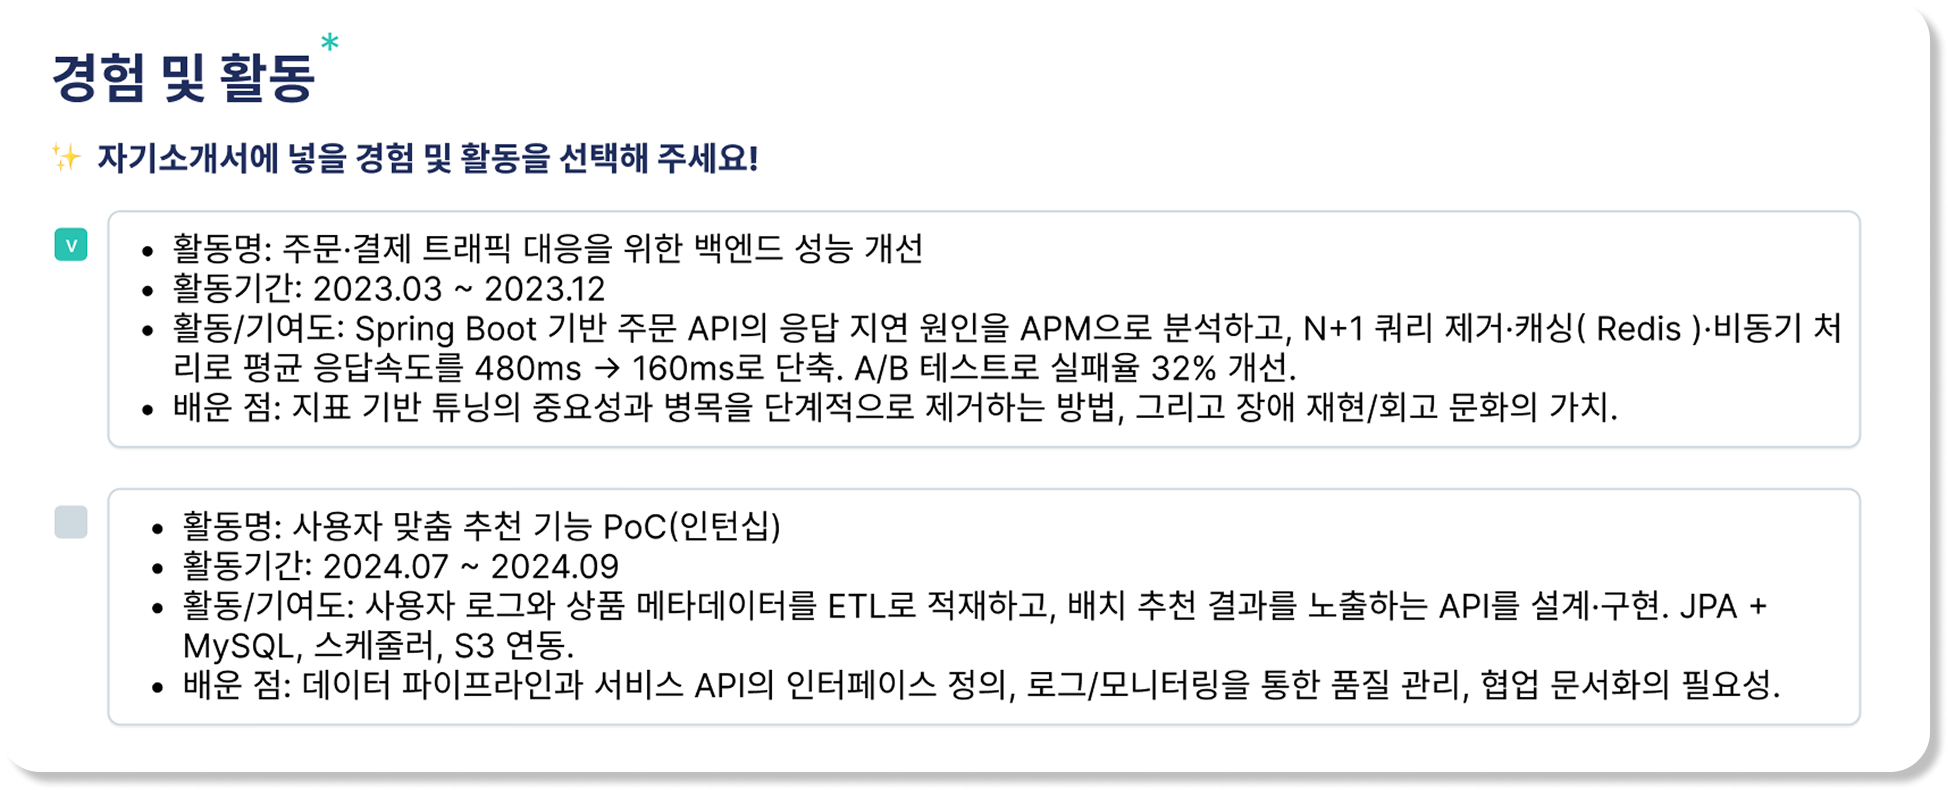 경험 및 활동*
✨ 자기소개서에 넣을 경험 및 활동을 선택해 주세요!
v
• 활동명: 주문·결제 트래픽 대응을 위한 백엔드 성능 개선
• 활동기간: 2023.03 ~ 2023.12
• 활동/기여도: Spring Boot 기반 주문 API의 응답 지연 원인을 APM으로 분석하고, N+1 쿼리 제거·캐싱( Redis )·비동기 처
리로 평균 응답속도를 480ms → 160ms로 단축. A/B 테스트로 실패율 32% 개선.
• 배운 점: 지표 기반 튜닝의 중요성과 병목을 단계적으로 제거하는 방법, 그리고 장애 재현/회고 문화의 가치.
• 활동명: 사용자 맞춤 추천 기능 PoC(인턴십)
• 활동기간: 2024.07 ~ 2024.09
• 활동/기여도: 사용자 로그와 상품 메타데이터를 ETL로 적재하고, 배치 추천 결과를 노출하는 API를 설계·구현. JPA +
MySQL, 스케줄러, S3 연동.
• 배운 점: 데이터 파이프라인과 서비스 API의 인터페이스 정의, 로그/모니터링을 통한 품질 관리, 협업 문서화의 필요성.